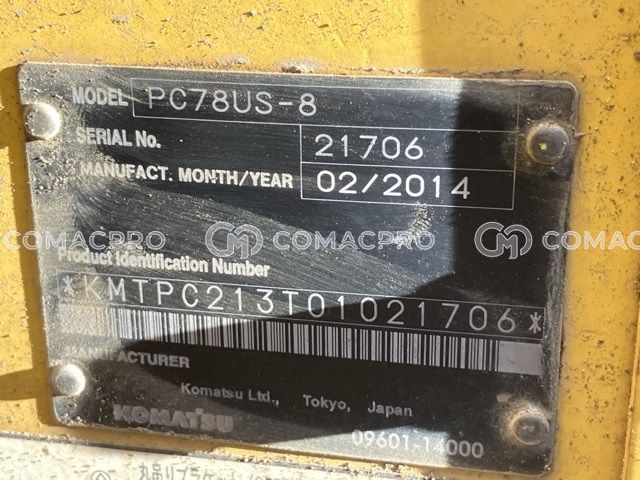 MODEL PC78US-8
SERIAL No. 21706
MANUFACT. MONTH/YEAR 02/2014
COMACPRO COMACPRO COMACPRO
Product Identification Number
*KMTPC213T01021706*
MANUFACTURER
Komatsu Ltd., Tokyo, Japan
KOMATSU
09601-14000